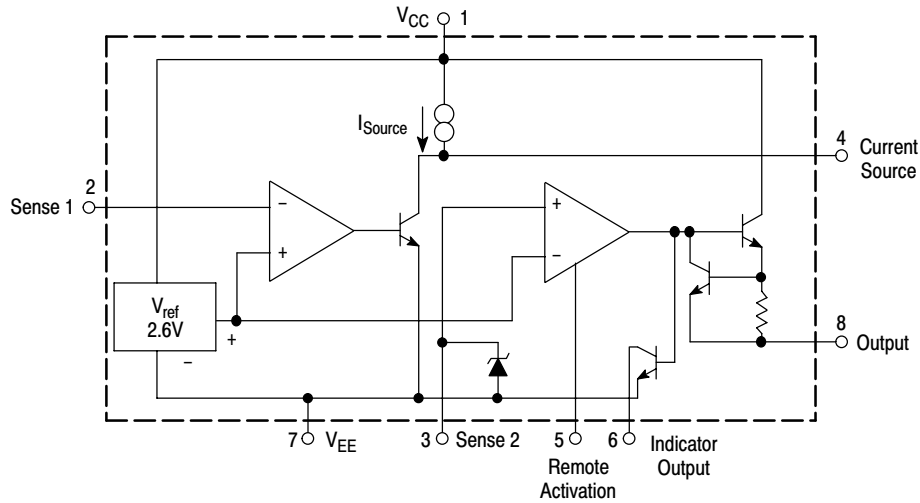 VCC 1
ISource
4
Current
Source
2
Sense 1
−
+
+
−
Vref
2.6V
+
−
8
Output
7 VEE
3 Sense 2
5
Remote
Activation
6 Indicator
Output